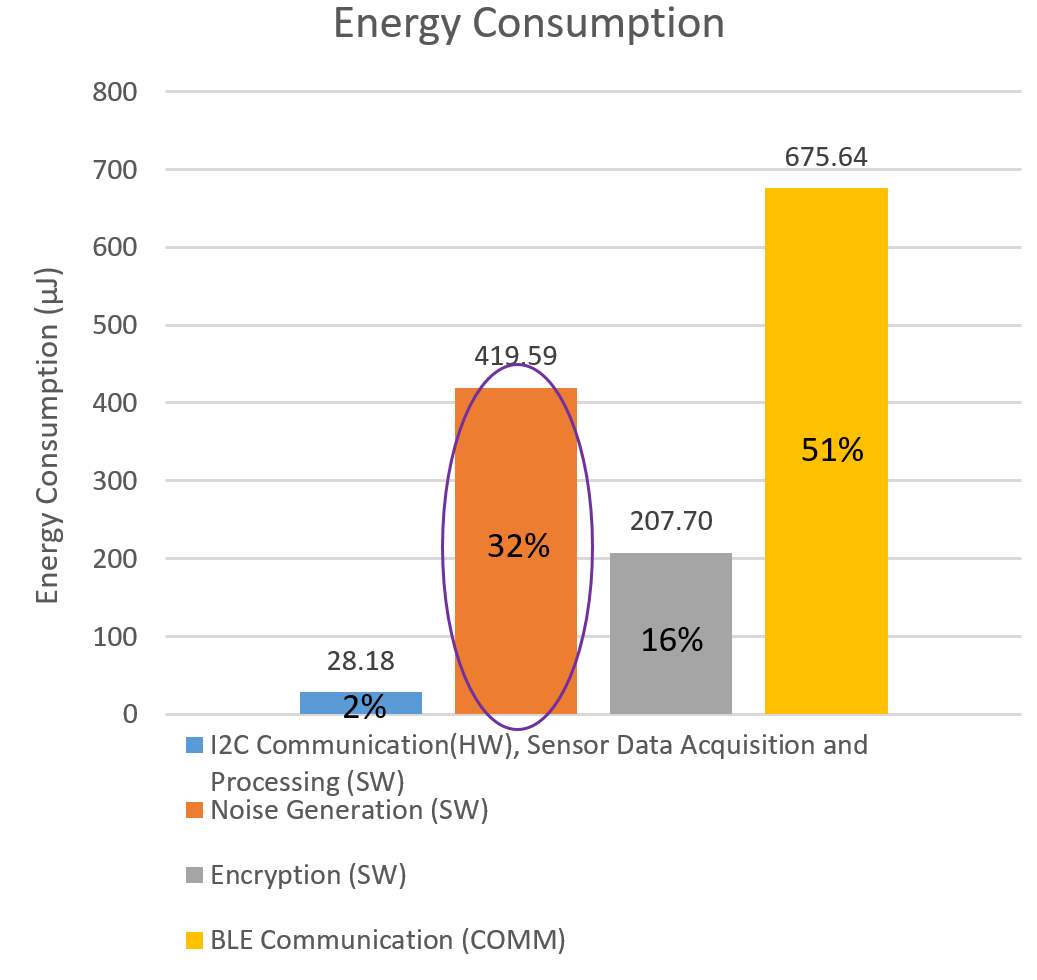 Energy Consumption
800
700
600
500
400
300
200
100
0
Energy Consumption (µJ)
675.64
419.59
207.70
28.18
51%
32%
16%
2%
I2C Communication(HW), Sensor Data Acquisition and
Processing (SW)
Noise Generation (SW)
Encryption (SW)
BLE Communication (COMM)